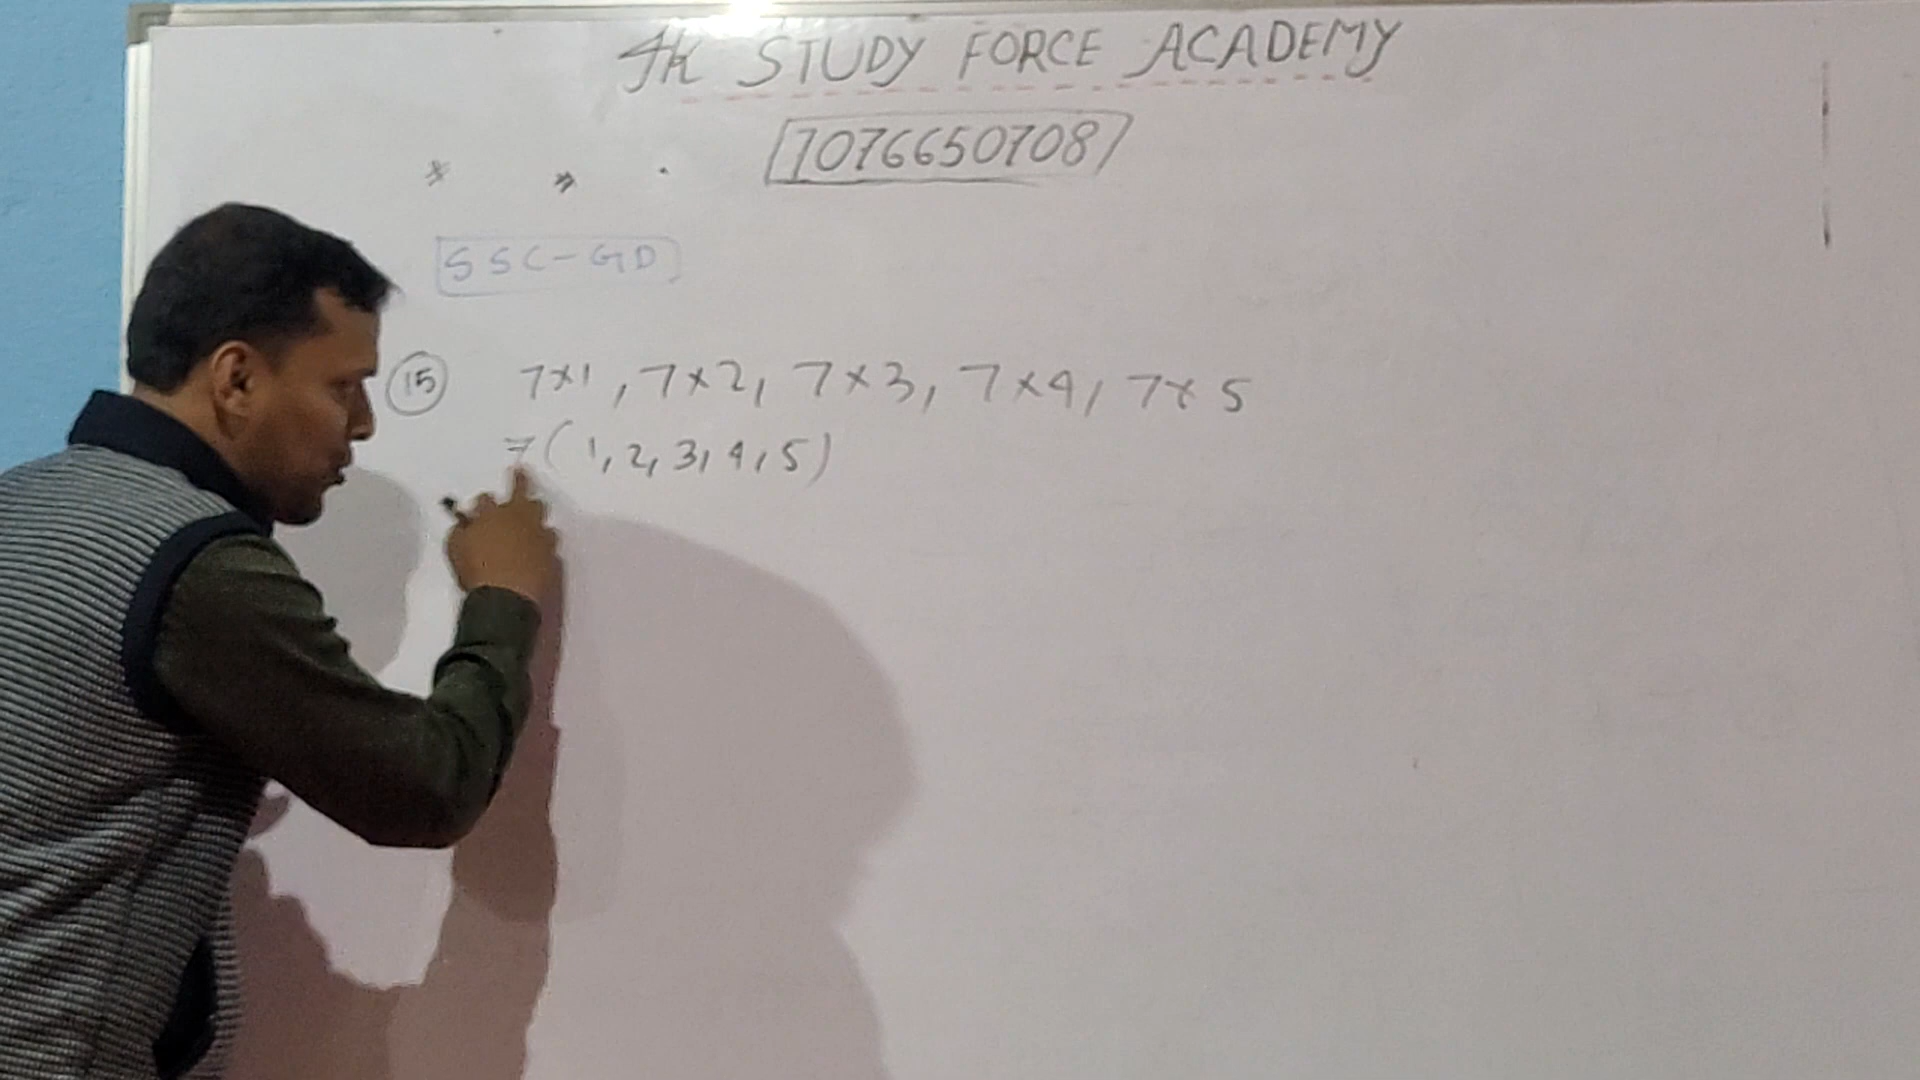 JK STUDY FORCE ACADEMY
7076650708
SSC-GD
15 7×1, 7×2, 7×3, 7×4, 7×5
7(1, 2, 3, 4, 5)